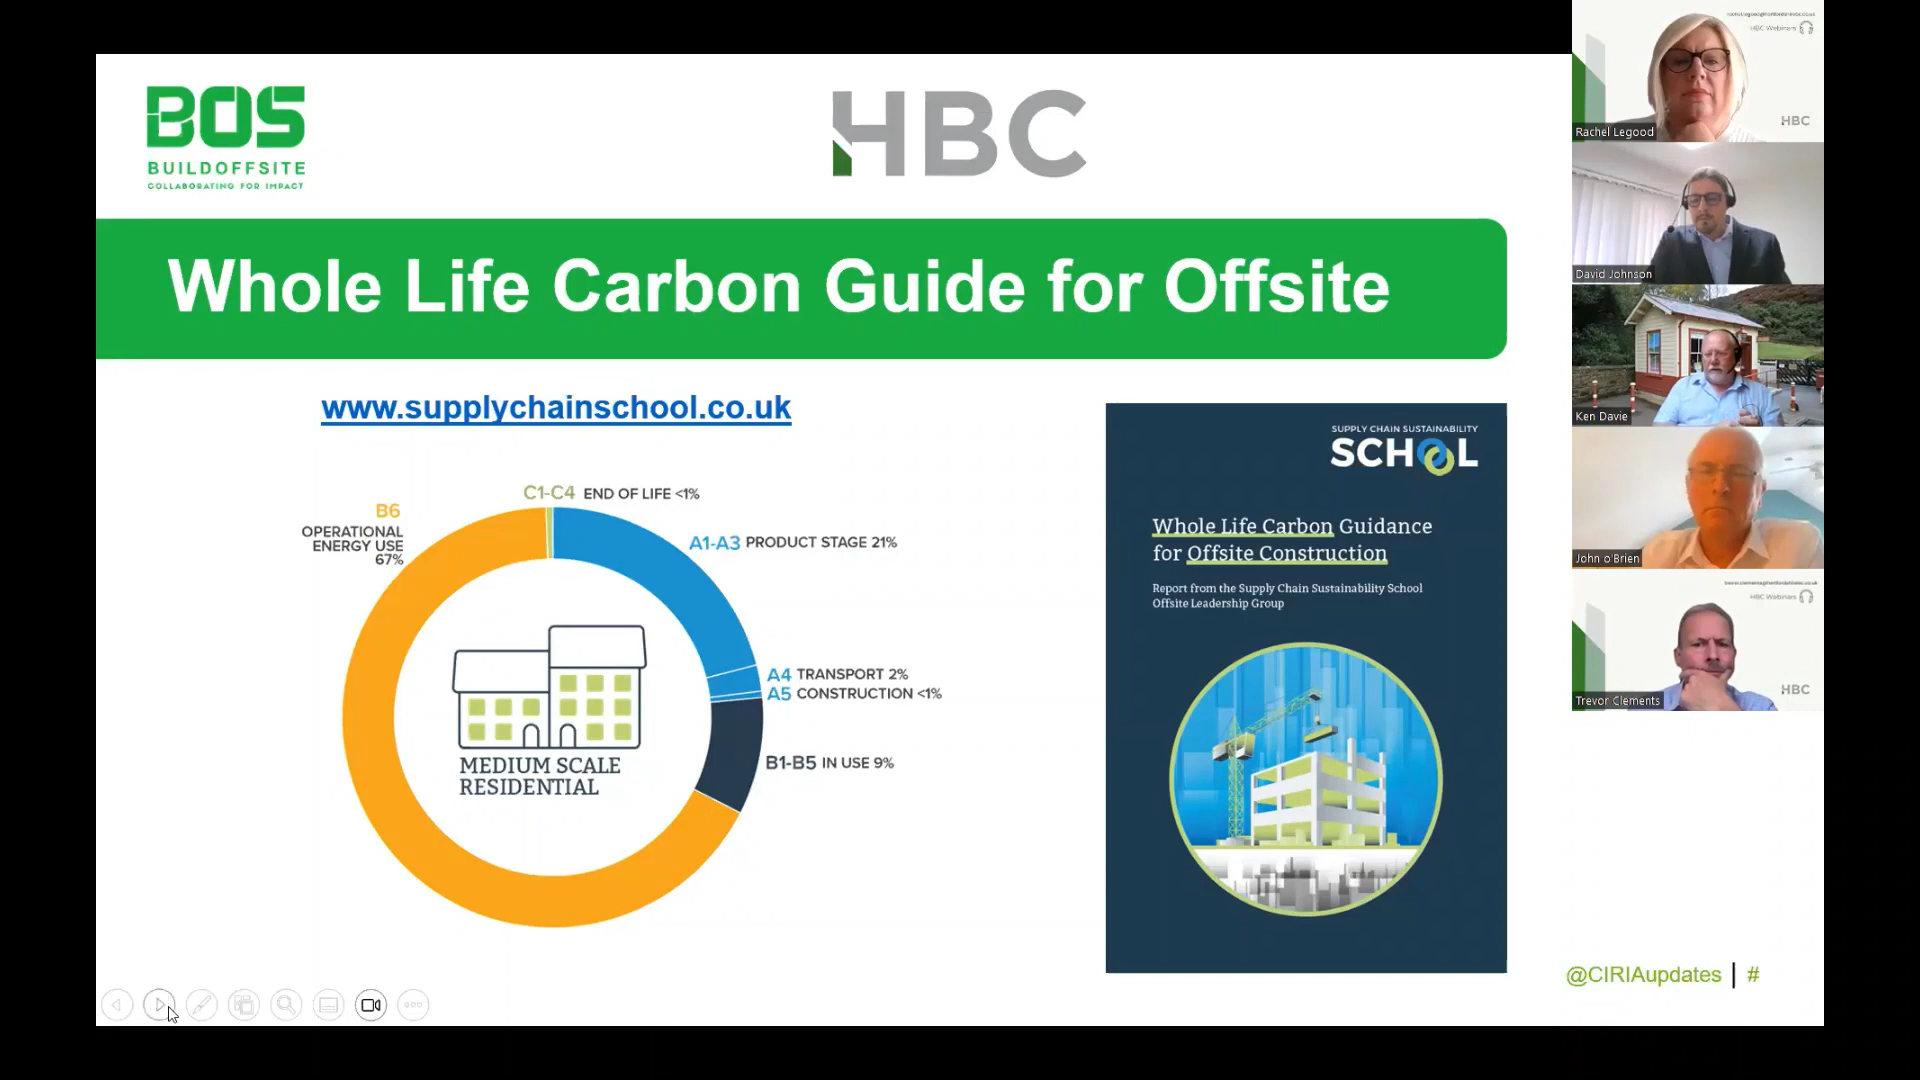 BOS
BUILDOFFSITE
COLLABORATING FOR IMPACT
HBC
Whole Life Carbon Guide for Offsite
www.supplychainschool.co.uk
C1-C4 END OF LIFE <1%
B6
OPERATIONAL
ENERGY USE
67%
A1-A3 PRODUCT STAGE 21%
A4 TRANSPORT 2%
A5 CONSTRUCTION <1%
B1-B5 IN USE 9%
MEDIUM SCALE
RESIDENTIAL
SUPPLY CHAIN SUSTAINABILITY
SCHOOL
Whole Life Carbon Guidance
for Offsite Construction
Report from the Supply Chain Sustainability School
Offsite Leadership Group
@CIRIAupdates | #
HBC Webinars
HBC
Rachel Legood
David Johnson
Ken Davie
John o'Brien
HBC Webinars
HBC
Trevor Clements